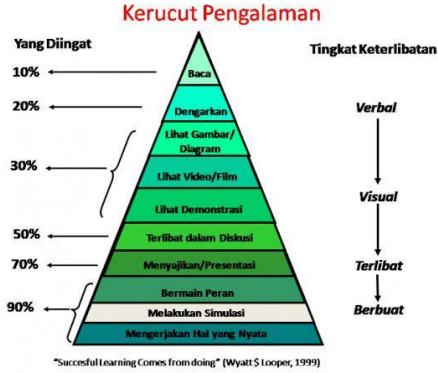 Kerucut Pengalaman
Yang Diingat
Tingkat Keterlibatan
10%
Baca
20%
Dengarkan
Verbal
Lihat Gambar/
Diagram
30%
Lihat Video/Film
Visual
Lihat Demonstrasi
50%
Terlibat dalam Diskusi
70%
Menyajikan/Presentasi
Terlibat
90%
Bermain Peran
Berbuat
Melakukan Simulasi
Mengerjakan Hal yang Nyata
"Succesful Learning Comes from doing" (Wyatt $ Looper, 1999)